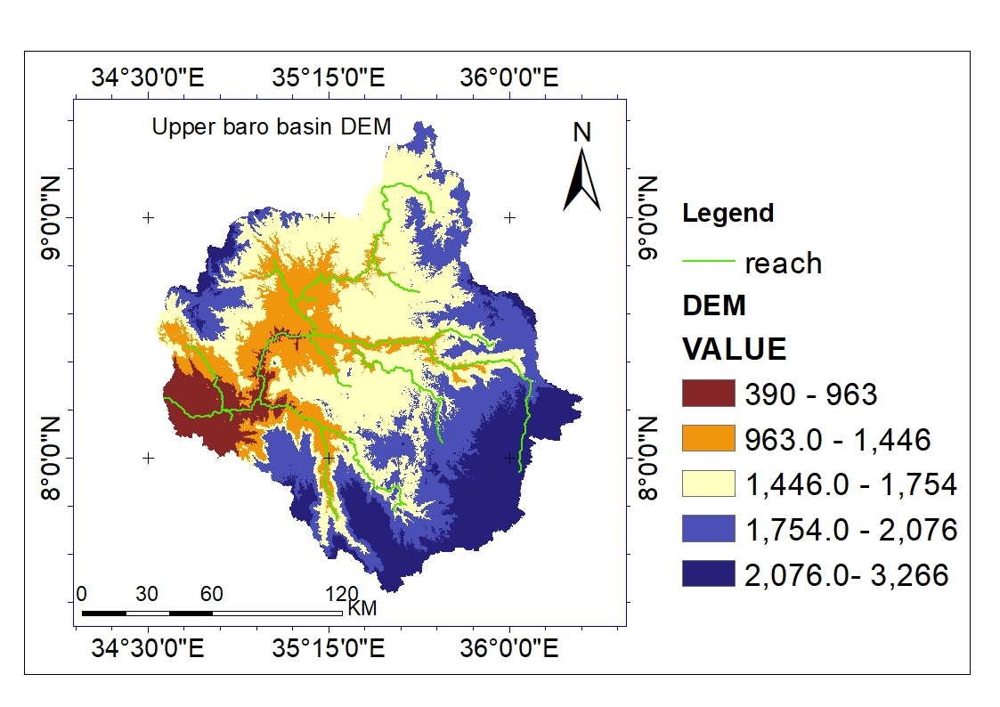 34°30'0"E 35°15'0"E 36°0'0"E
Upper baro basin DEM
N
9°0'0"N 9°0'0"N
8°0'0"N 8°0'0"N
0 30 60 120
KM
34°30'0"E 35°15'0"E 36°0'0"E
Legend
reach
DEM
VALUE
390 - 963
963.0 - 1,446
1,446.0 - 1,754
1,754.0 - 2,076
2,076.0- 3,266